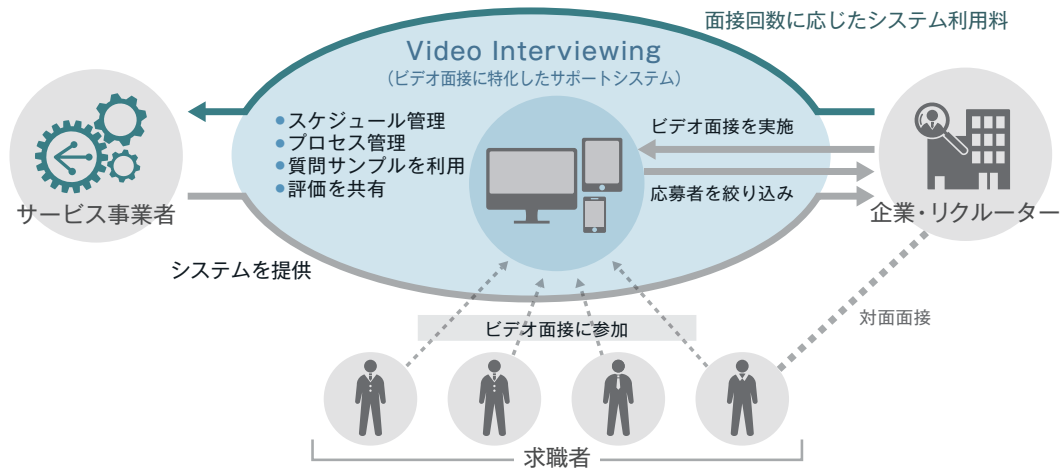 面接回数に応じたシステム利用料
Video Interviewing
（ビデオ面接に特化したサポートシステム）
●スケジュール管理
●プロセス管理
●質問サンプルを利用
●評価を共有
ビデオ面接を実施
応募者を絞り込み
サービス事業者
企業・リクルーター
システムを提供
ビデオ面接に参加
対面面接
求職者